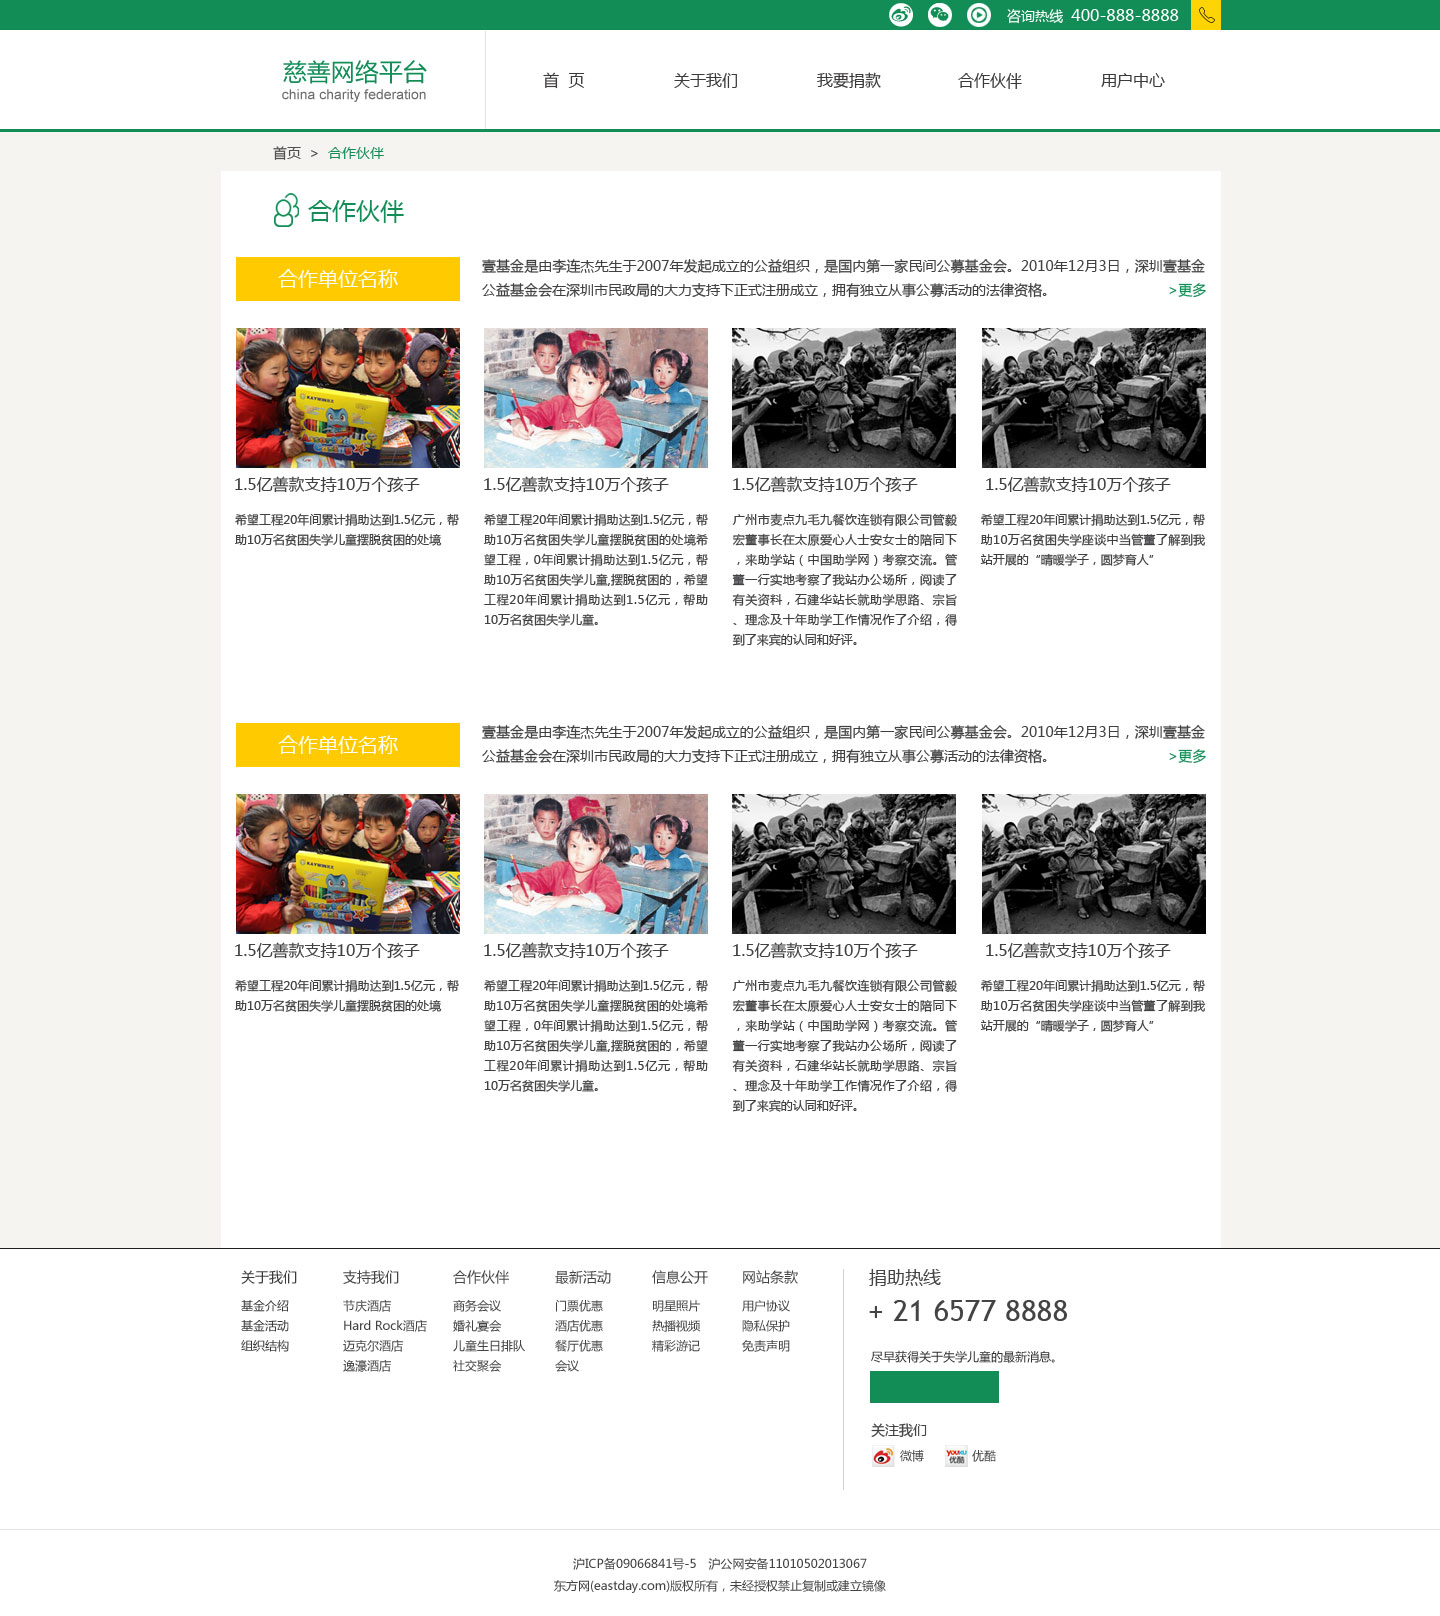 咨询热线 400-888-8888
慈善网络平台
china charity federation
首 页 关于我们 我要捐款 合作伙伴 用户中心
首页 > 合作伙伴
合作伙伴
合作单位名称
壹基金是由李连杰先生于2007年发起成立的公益组织，是国内第一家民间公募基金会。2010年12月3日，深圳壹基金
公益基金会在深圳市民政局的大力支持下正式注册成立，拥有独立从事公募活动的法律资格。 >更多
1.5亿善款支持10万个孩子
希望工程20年间累计捐助达到1.5亿元，帮
助10万名贫困失学儿童摆脱贫困的处境
1.5亿善款支持10万个孩子
希望工程20年间累计捐助达到1.5亿元，帮
助10万名贫困失学儿童摆脱贫困的处境希
望工程，0年间累计捐助达到1.5亿元，帮
助10万名贫困失学儿童,摆脱贫困的，希望
工程20年间累计捐助达到1.5亿元，帮助
10万名贫困失学儿童。
1.5亿善款支持10万个孩子
广州市麦点九毛九餐饮连锁有限公司管毅
宏董事长在太原爱心人士安女士的陪同下
，来助学站（中国助学网）考察交流。管
董一行实地考察了我站办公场所，阅读了
有关资料，石建华站长就助学思路、宗旨
、理念及十年助学工作情况作了介绍，得
到了来宾的认同和好评。
1.5亿善款支持10万个孩子
希望工程20年间累计捐助达到1.5亿元，帮
助10万名贫困失学座谈中当管董了解到我
站开展的“晴暖学子，圆梦育人”
合作单位名称
壹基金是由李连杰先生于2007年发起成立的公益组织，是国内第一家民间公募基金会。2010年12月3日，深圳壹基金
公益基金会在深圳市民政局的大力支持下正式注册成立，拥有独立从事公募活动的法律资格。 >更多
1.5亿善款支持10万个孩子
希望工程20年间累计捐助达到1.5亿元，帮
助10万名贫困失学儿童摆脱贫困的处境
1.5亿善款支持10万个孩子
希望工程20年间累计捐助达到1.5亿元，帮
助10万名贫困失学儿童摆脱贫困的处境希
望工程，0年间累计捐助达到1.5亿元，帮
助10万名贫困失学儿童,摆脱贫困的，希望
工程20年间累计捐助达到1.5亿元，帮助
10万名贫困失学儿童。
1.5亿善款支持10万个孩子
广州市麦点九毛九餐饮连锁有限公司管毅
宏董事长在太原爱心人士安女士的陪同下
，来助学站（中国助学网）考察交流。管
董一行实地考察了我站办公场所，阅读了
有关资料，石建华站长就助学思路、宗旨
、理念及十年助学工作情况作了介绍，得
到了来宾的认同和好评。
1.5亿善款支持10万个孩子
希望工程20年间累计捐助达到1.5亿元，帮
助10万名贫困失学座谈中当管董了解到我
站开展的“晴暖学子，圆梦育人”
关于我们
基金介绍
基金活动
组织结构
支持我们
节庆酒店
Hard Rock酒店
迈克尔酒店
逸濠酒店
合作伙伴
商务会议
婚礼宴会
儿童生日排队
社交聚会
最新活动
门票优惠
酒店优惠
餐厅优惠
会议
信息公开
明星照片
热播视频
精彩游记
网站条款
用户协议
隐私保护
免责声明
捐助热线
+ 21 6577 8888
尽早获得关于失学儿童的最新消息。
关注我们
微博 YOUKU 优酷 优酷
沪ICP备09066841号-5 沪公网安备11010502013067
东方网(eastday.com)版权所有，未经授权禁止复制或建立镜像